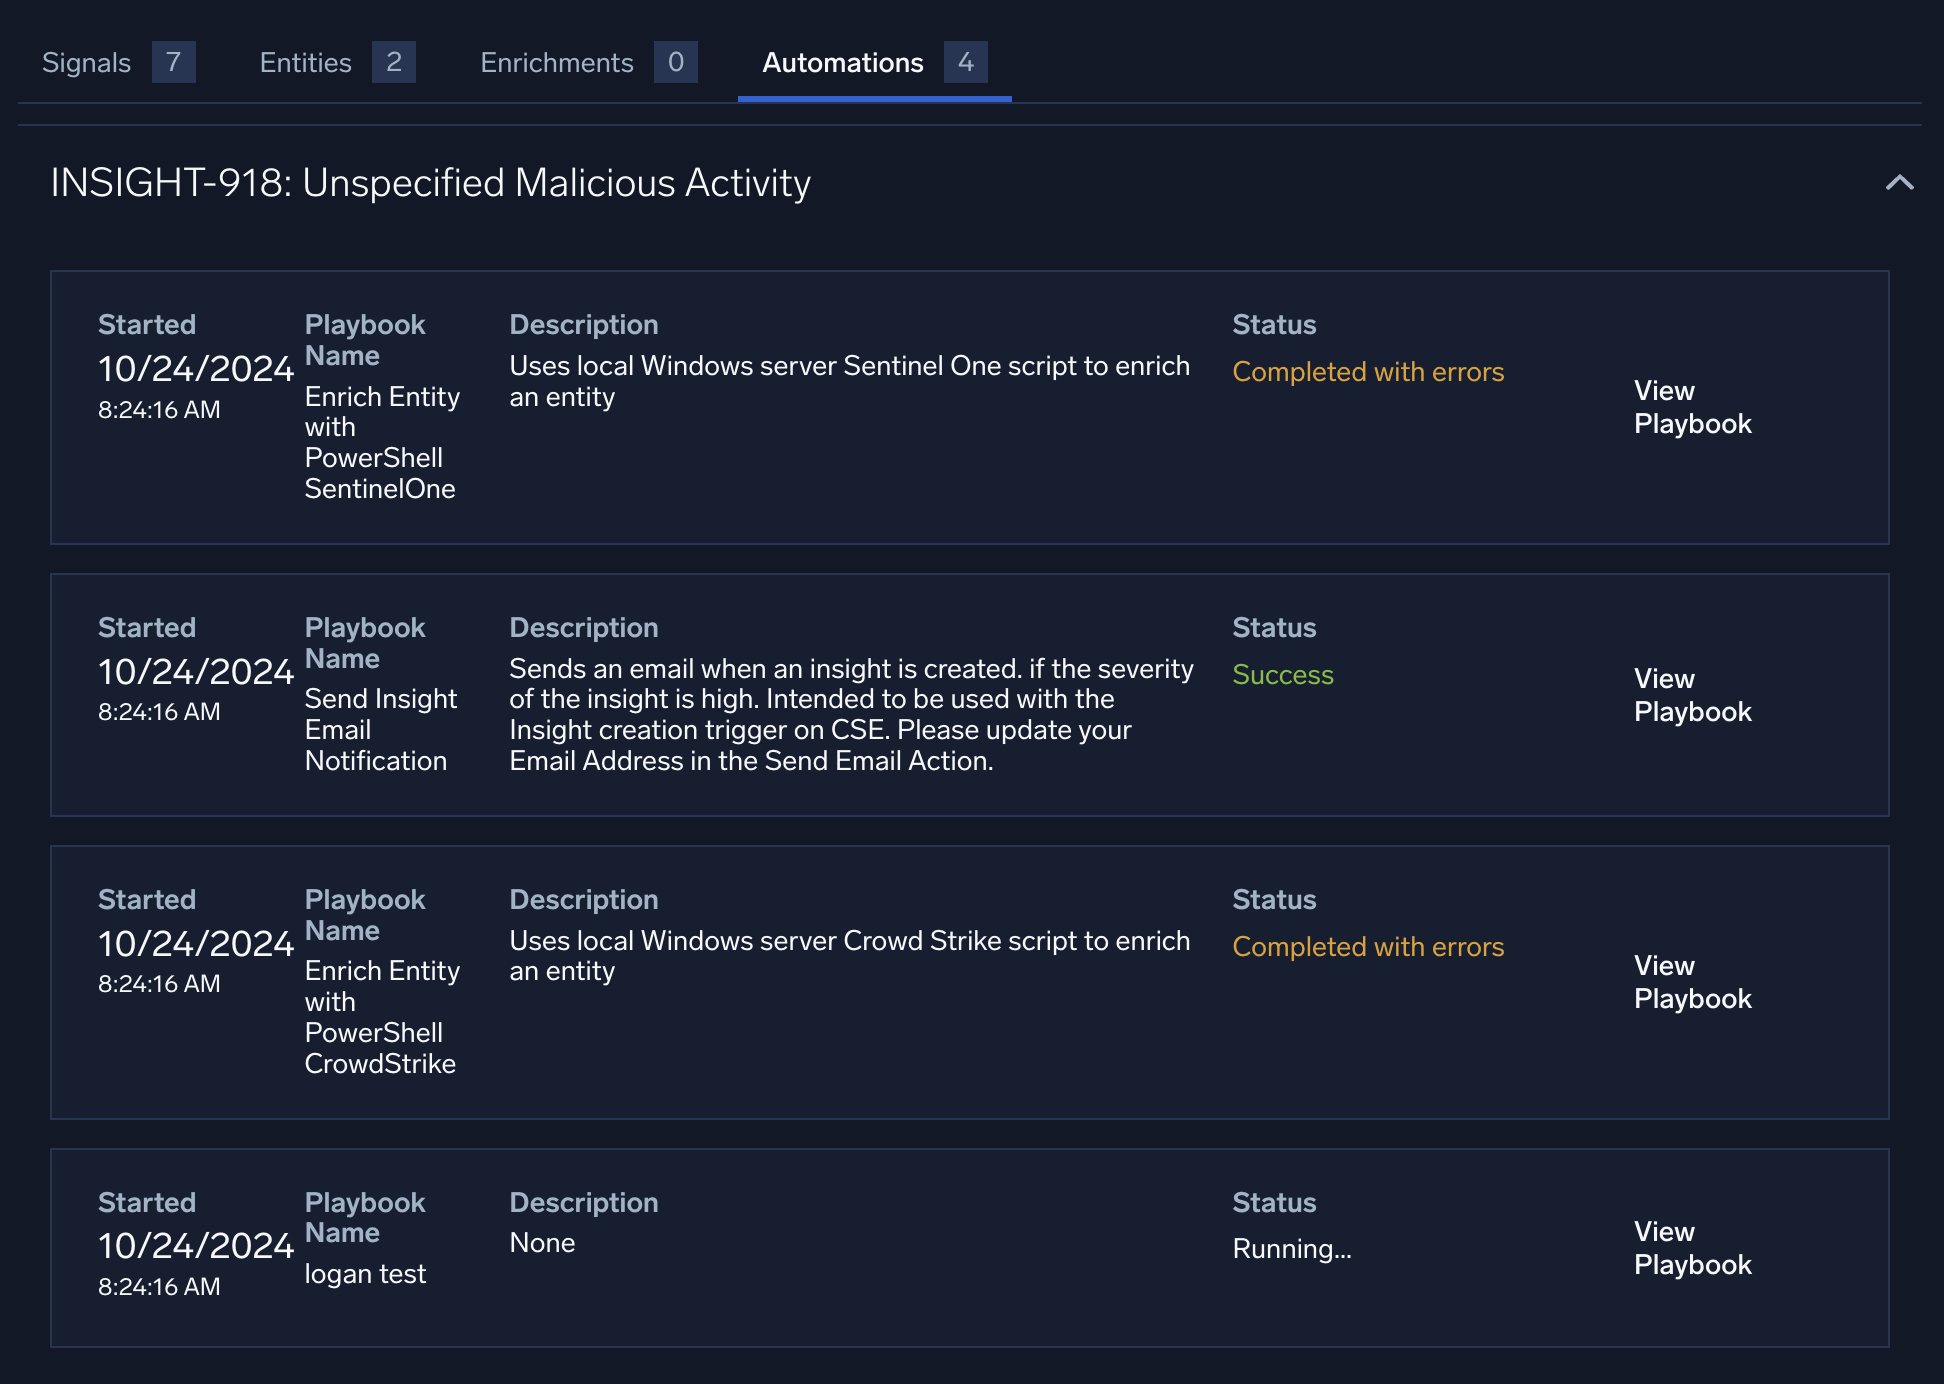 Signals 7 Entities 2 Enrichments 0 Automations 4
INSIGHT-918: Unspecified Malicious Activity
Started
10/24/2024
8:24:16 AM
Playbook
Name
Enrich Entity
with
PowerShell
SentinelOne
Description
Uses local Windows server Sentinel One script to enrich
an entity
Status
Completed with errors
View
Playbook
Started
10/24/2024
8:24:16 AM
Playbook
Name
Send Insight
Email
Notification
Description
Sends an email when an insight is created. if the severity
of the insight is high. Intended to be used with the
Insight creation trigger on CSE. Please update your
Email Address in the Send Email Action.
Status
Success
View
Playbook
Started
10/24/2024
8:24:16 AM
Playbook
Name
Enrich Entity
with
PowerShell
CrowdStrike
Description
Uses local Windows server Crowd Strike script to enrich
an entity
Status
Completed with errors
View
Playbook
Started
10/24/2024
8:24:16 AM
Playbook
Name
logan test
Description
None
Status
Running...
View
Playbook